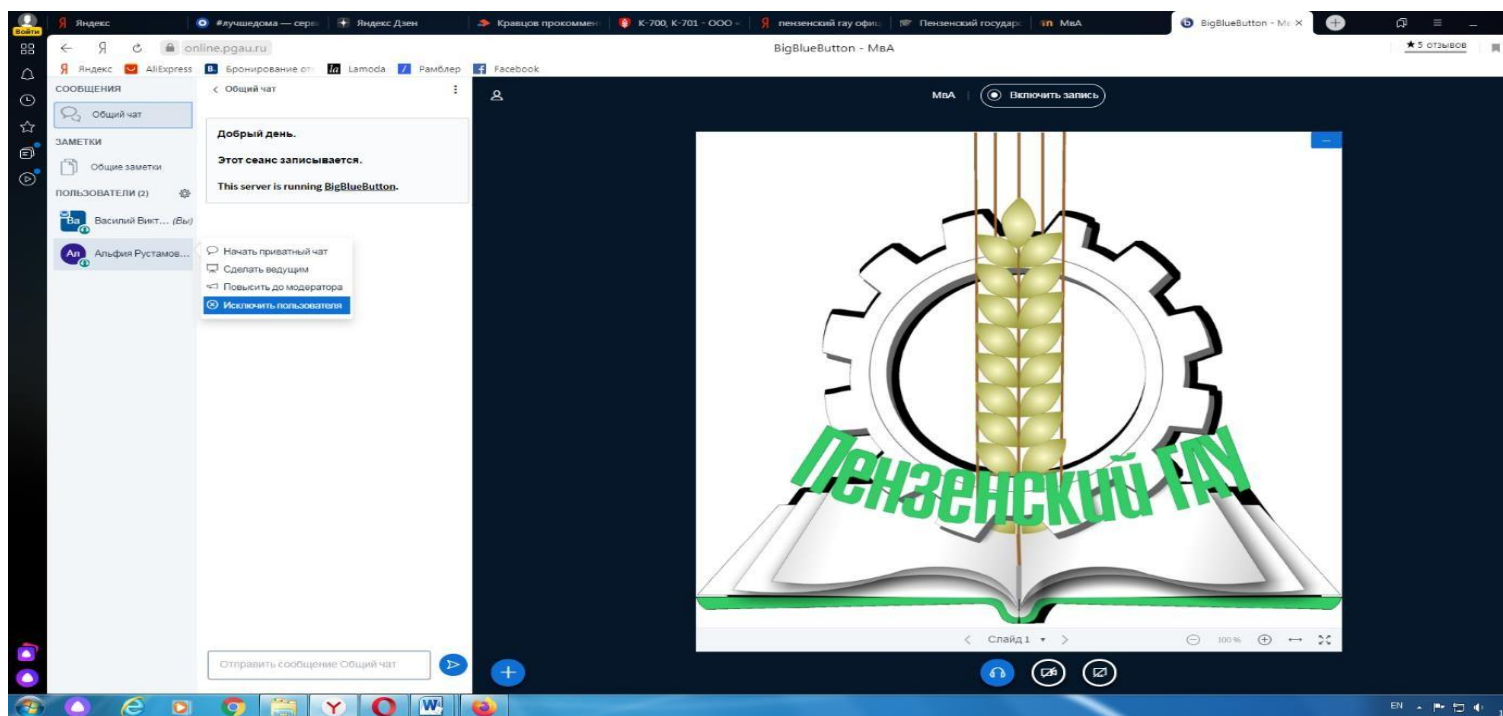 Войти
Яндекс
#лучшедома — серв
Яндекс Дзен
Кравцов прокоммен
К-700, К-701 - ООО «
пензенский гау офиц
Пензенский государс
МвА
BigBlueButton - Мв
online.pgau.ru
BigBlueButton - МвА
★5 отзывов
Яндекс
AliExpress
Бронирование от
Lamoda
Рамблер
Facebook
СООБЩЕНИЯ
Общий чат
ЗАМЕТКИ
Общие заметки
ПОЛЬЗОВАТЕЛИ (2)
Ва
Василий Викт... (Вы)
Ал
Альфия Рустамов...
Общий чат
Добрый день.
Этот сеанс записывается.
This server is running BigBlueButton.
Начать приватный чат
Сделать ведущим
Повысить до модератора
Исключить пользователя
Отправить сообщение Общий чат
МвА
Включить запись
Пензенский ГАУ
Слайд 1
100%
EN